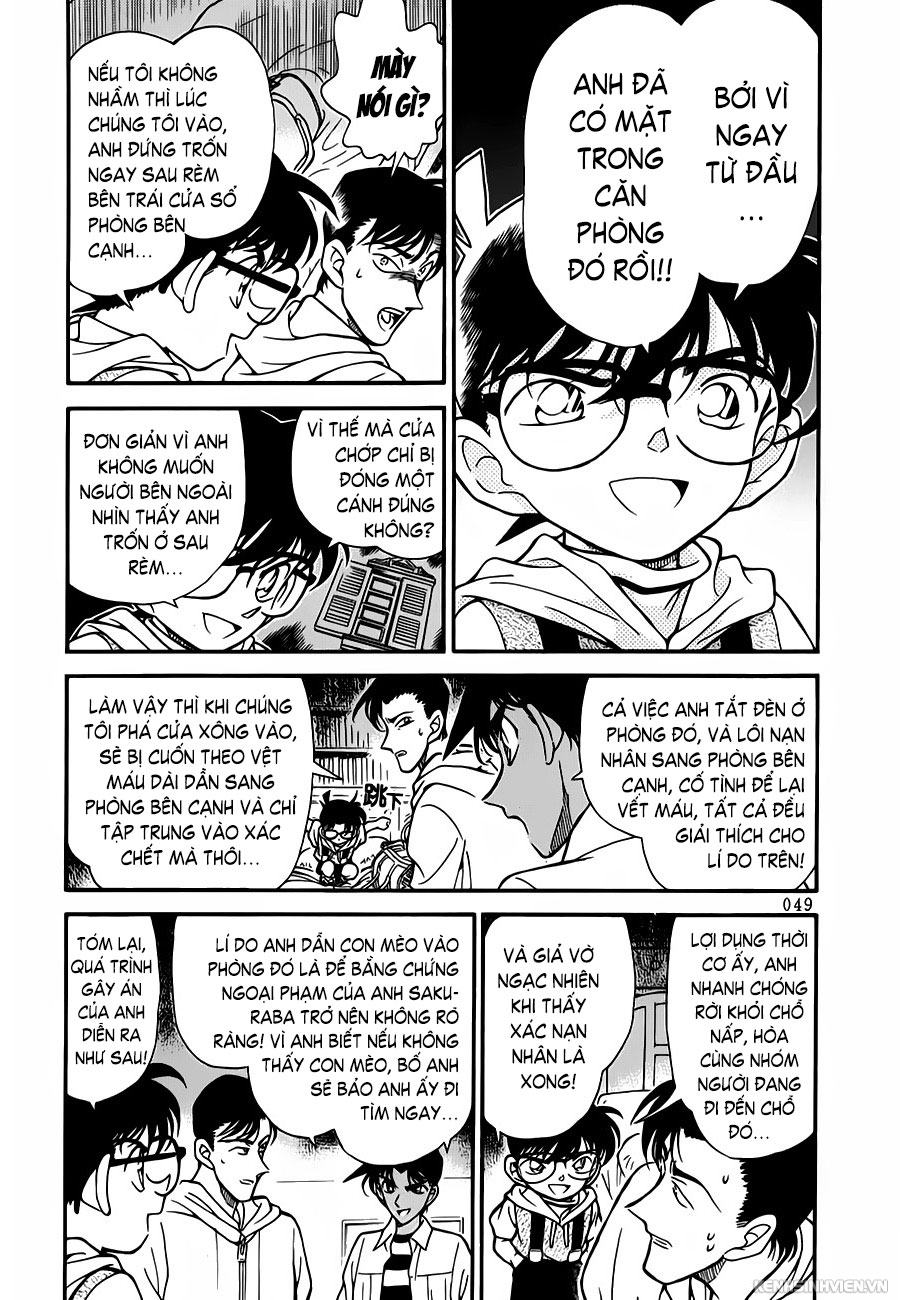 BỞI VÌ
NGAY
TỪ ĐẦU
...
ANH ĐÃ
CÓ MẶT
TRONG
CĂN
PHÒNG
ĐÓ RỒI!!
MÀY
NÓI GÌ?
NẾU TÔI KHÔNG
NHẦM THÌ LÚC
CHÚNG TÔI VÀO,
ANH ĐỨNG TRỐN
NGAY SAU RÈM
BÊN TRÁI CỬA SỔ
PHÒNG BÊN
CẠNH...
VÌ THẾ MÀ CỬA
CHỚP CHỈ BỊ
ĐÓNG MỘT
CÁNH ĐÚNG
KHÔNG?
ĐƠN GIẢN VÌ ANH
KHÔNG MUỐN
NGƯỜI BÊN NGOÀI
NHÌN THẤY ANH
TRỐN Ở SAU
RÈM...
CẢ VIỆC ANH TẮT ĐÈN Ở
PHÒNG ĐÓ, VÀ LÔI NẠN
NHÂN SANG PHÒNG BÊN
CẠNH, CỐ TÌNH ĐỂ LẠI
VẾT MÁU, TẤT CẢ ĐỀU
GIẢI THÍCH CHO
LÍ DO TRÊN!
LÀM VẬY THÌ KHI CHÚNG
TÔI PHÁ CỬA XÔNG VÀO,
SẼ BỊ CUỐN THEO VỆT
MÁU DÀI DẪN SANG
PHÒNG BÊN CẠNH VÀ CHỈ
TẬP TRUNG VÀO XÁC
CHẾT MÀ THÔI...
跳下
049
LỢI DỤNG THỜI
CƠ ẤY, ANH
NHANH CHÓNG
RỜI KHỎI CHỖ
NẤP, HÒA
CÙNG NHÓM
NGƯỜI ĐANG
ĐI ĐẾN CHỖ
ĐÓ...
VÀ GIẢ VỜ
NGẠC NHIÊN
KHI THẤY
XÁC NẠN
NHÂN LÀ
XONG!
LÍ DO ANH DẪN CON MÈO VÀO
PHÒNG ĐÓ LÀ ĐỂ BẰNG CHỨNG
NGOẠI PHẠM CỦA ANH SAKU-
RABA TRỞ NÊN KHÔNG RÕ
RÀNG! VÌ ANH BIẾT NẾU KHÔNG
THẤY CON MÈO, BỐ ANH
SẼ BẢO ANH ẤY ĐI
TÌM NGAY...
TÓM LẠI,
QUÁ TRÌNH
GÂY ÁN
CỦA ANH
DIỄN RA
NHƯ SAU!
KENHSINHVIEN.VN